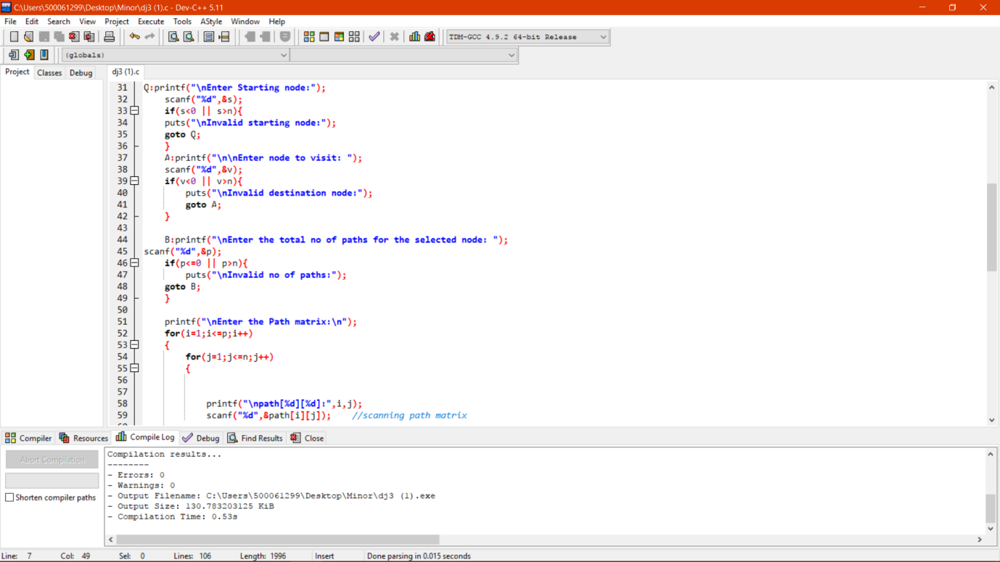 C:\Users\500061299\Desktop\Minor\dj3 (1).c - Dev-C++ 5.11
File Edit Search View Project Execute Tools AStyle Window Help
TDM-GCC 4.9.2 64-bit Release
(globals)
Project Classes Debug dj3 (1).c
31 Q:printf("\nEnter Starting node:");
32 scanf("%d",&s);
33 if(s<0 || s>n){
34 puts("\nInvalid starting node:");
35 goto Q;
36 }
37 A:printf("\n\nEnter node to visit: ");
38 scanf("%d",&v);
39 if(v<0 || v>n){
40 puts("\nInvalid destination node:");
41 goto A;
42 }
43
44 B:printf("\nEnter the total no of paths for the selected node: ");
45 scanf("%d",&p);
46 if(p<=0 || p>n){
47 puts("\nInvalid no of paths:");
48 goto B;
49 }
50
51 printf("\nEnter the Path matrix:\n");
52 for(i=1;i<=p;i++)
53 {
54 for(j=1;j<=n;j++)
55 {
56
57
58 printf("\npath[%d][%d]:",i,j);
59 scanf("%d",&path[i][j]); //scanning path matrix
Compiler Resources Compile Log Debug Find Results Close
Abort Compilation
Shorten compiler paths
Compilation results...
--------
- Errors: 0
- Warnings: 0
- Output Filename: C:\Users\500061299\Desktop\Minor\dj3 (1).exe
- Output Size: 130.783203125 KiB
- Compilation Time: 0.53s
Line: 7 Col: 49 Sel: 0 Lines: 106 Length: 1996 Insert Done parsing in 0.015 seconds